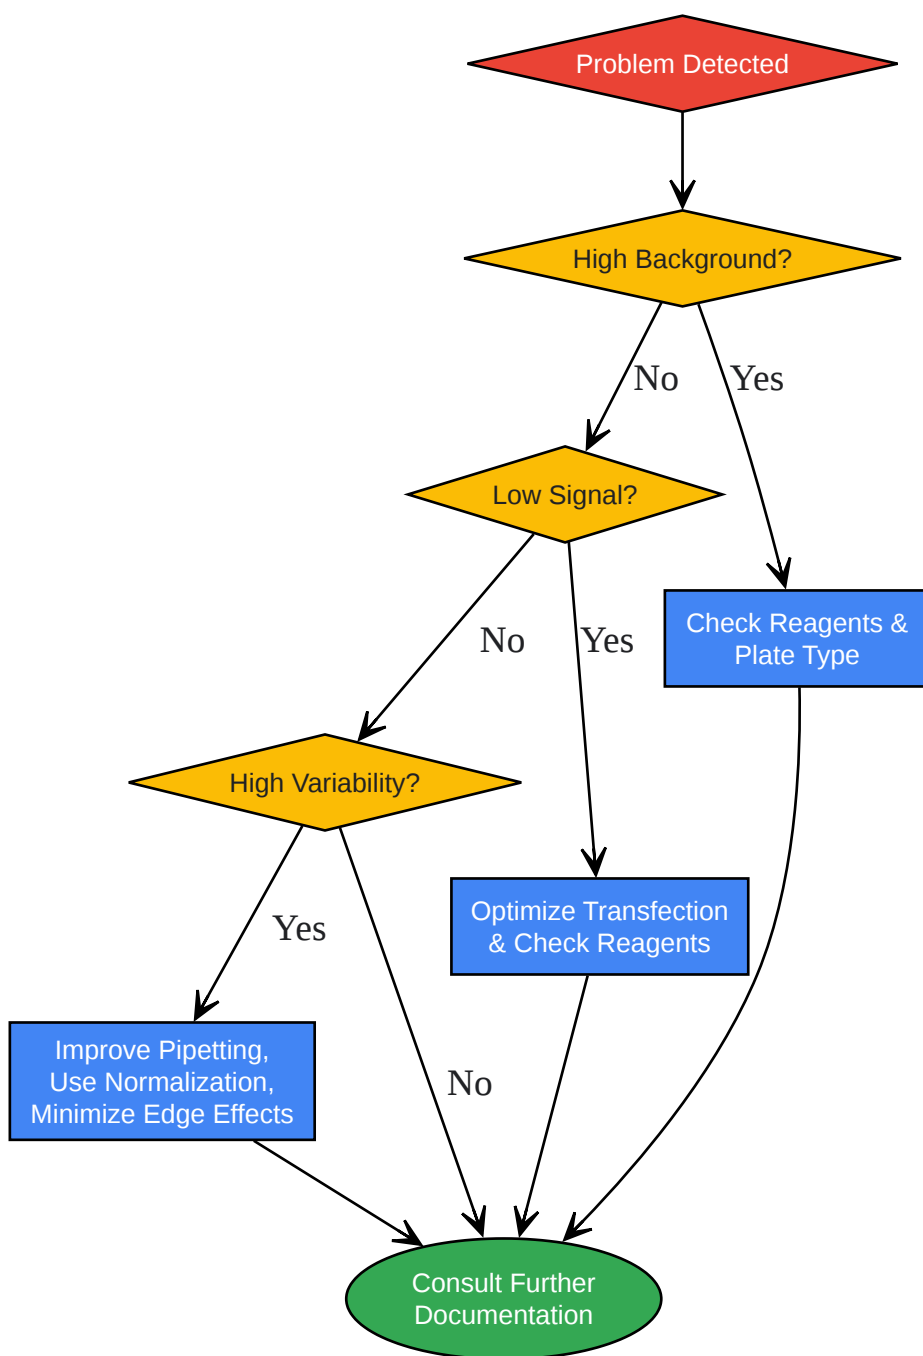 Problem Detected
High Background?
No
Yes
Low Signal?
Check Reagents &
Plate Type
No
Yes
High Variability?
Optimize Transfection
& Check Reagents
Yes
Improve Pipetting,
Use Normalization,
Minimize Edge Effects
No
Consult Further
Documentation